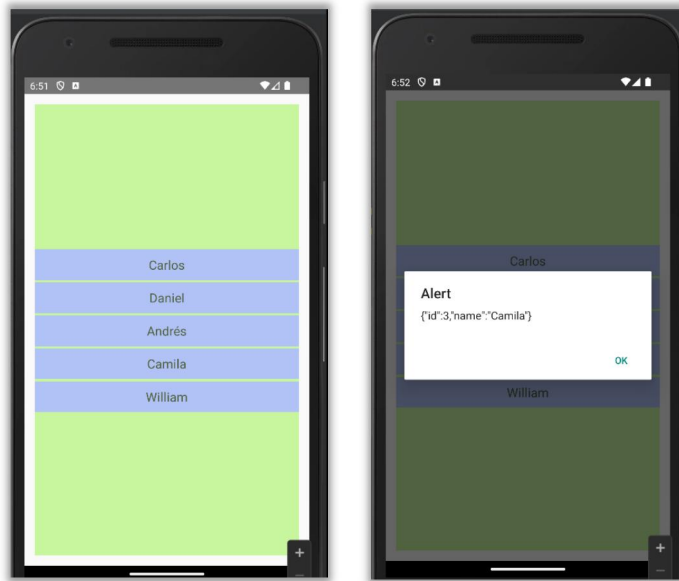 6:51
Carlos
Daniel
Andrés
Camila
William
6:52
Carlos
Alert
{"id":3,"name":"Camila"}
OK
William